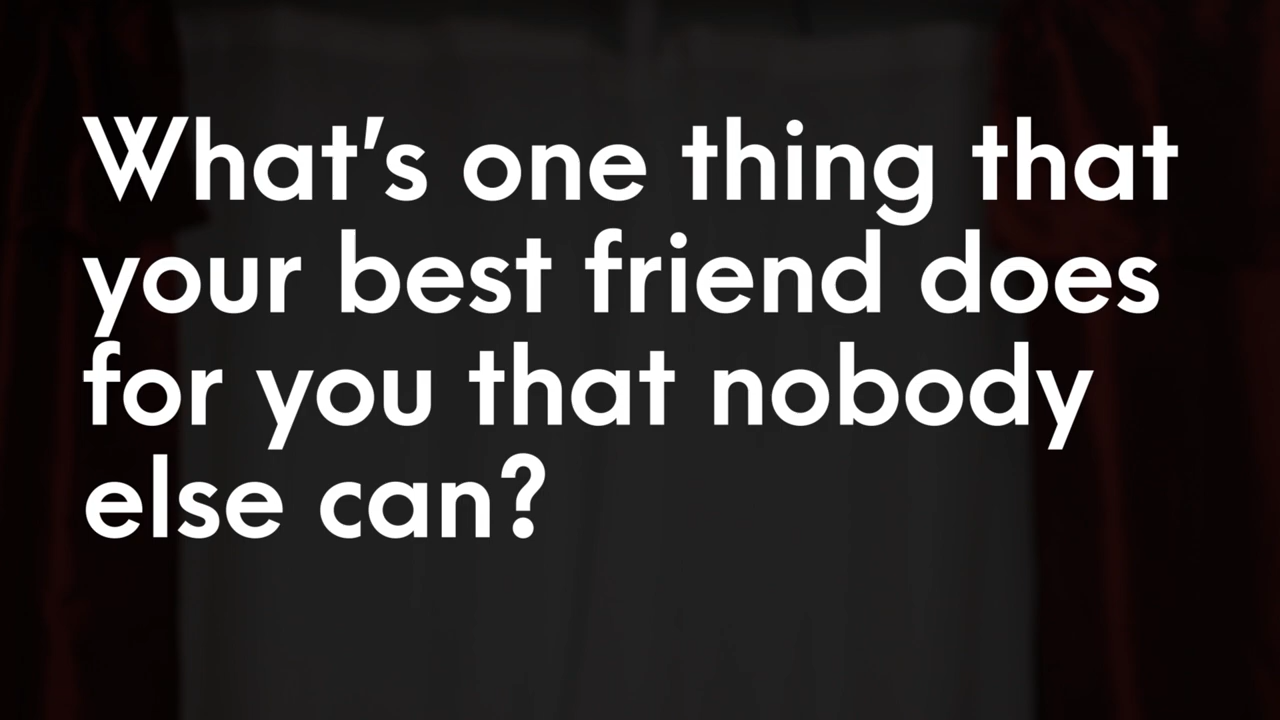 What's one thing that
your best friend does
for you that nobody
else can?